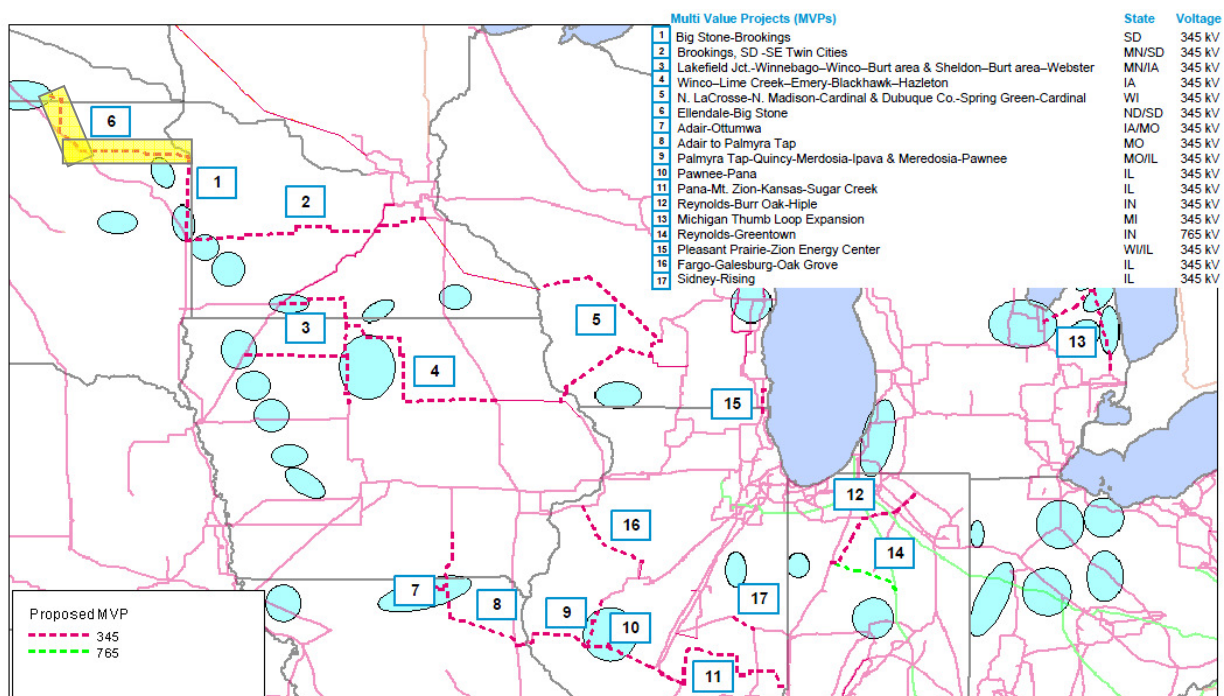 Multi Value Projects (MVPs) State Voltage
1 Big Stone-Brookings SD 345 kV
2 Brookings, SD -SE Twin Cities MN/SD 345 kV
3 Lakefield Jct.-Winnebago–Winco–Burt area & Sheldon–Burt area–Webster MN/IA 345 kV
4 Winco–Lime Creek–Emery-Blackhawk–Hazleton IA 345 kV
5 N. LaCrosse-N. Madison-Cardinal & Dubuque Co.-Spring Green-Cardinal WI 345 kV
6 Ellendale-Big Stone ND/SD 345 kV
7 Adair-Ottumwa IA/MO 345 kV
8 Adair to Palmyra Tap MO 345 kV
9 Palmyra Tap-Quincy-Merdosia-Ipava & Meredosia-Pawnee MO/IL 345 kV
10 Pawnee-Pana IL 345 kV
11 Pana-Mt. Zion-Kansas-Sugar Creek IL 345 kV
12 Reynolds-Burr Oak-Hiple IN 345 kV
13 Michigan Thumb Loop Expansion MI 345 kV
14 Reynolds-Greentown IN 765 kV
15 Pleasant Prairie-Zion Energy Center WI/IL 345 kV
16 Fargo-Galesburg-Oak Grove IL 345 kV
17 Sidney-Rising IL 345 kV
6
1
2
3
5
13
4
15
12
16
14
7
8
9
10
17
11
Proposed MVP
345
765